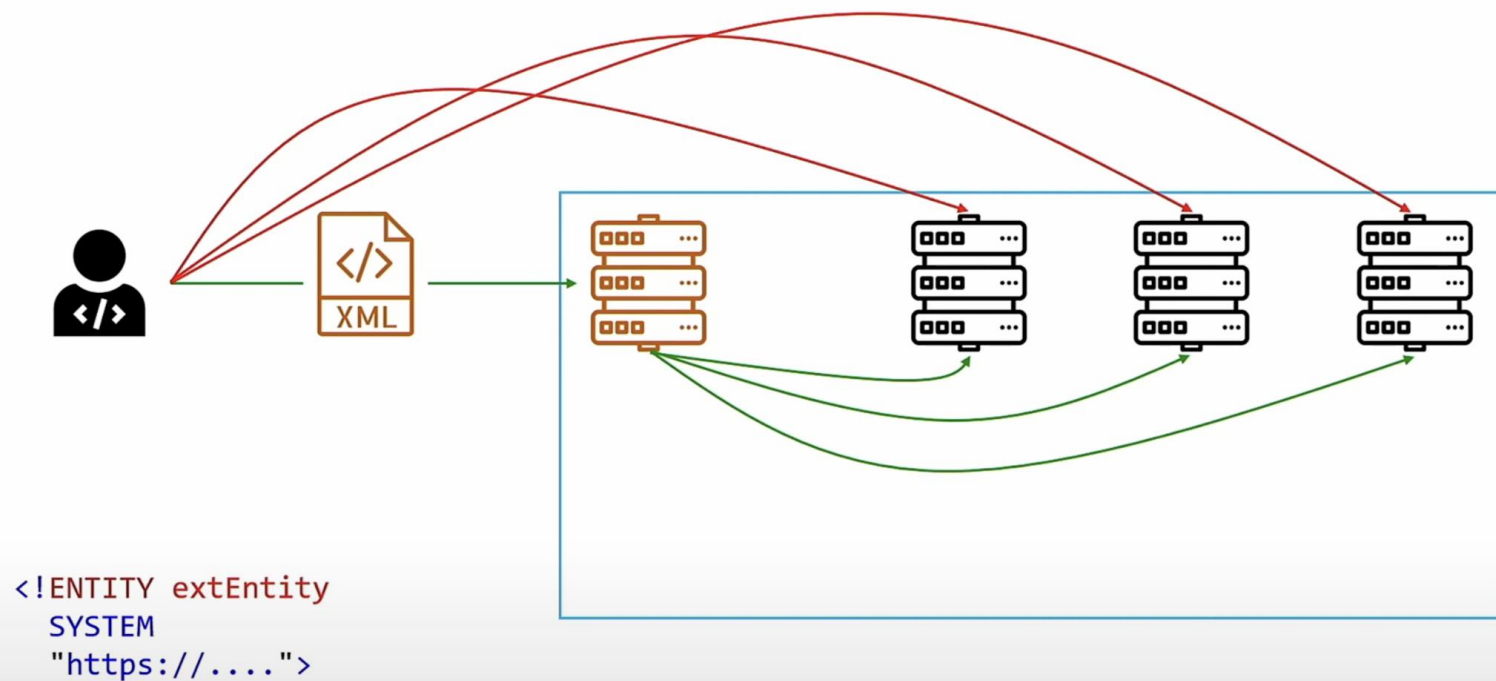 </>
</>
XML
<!ENTITY extEntity
SYSTEM
"https://....">